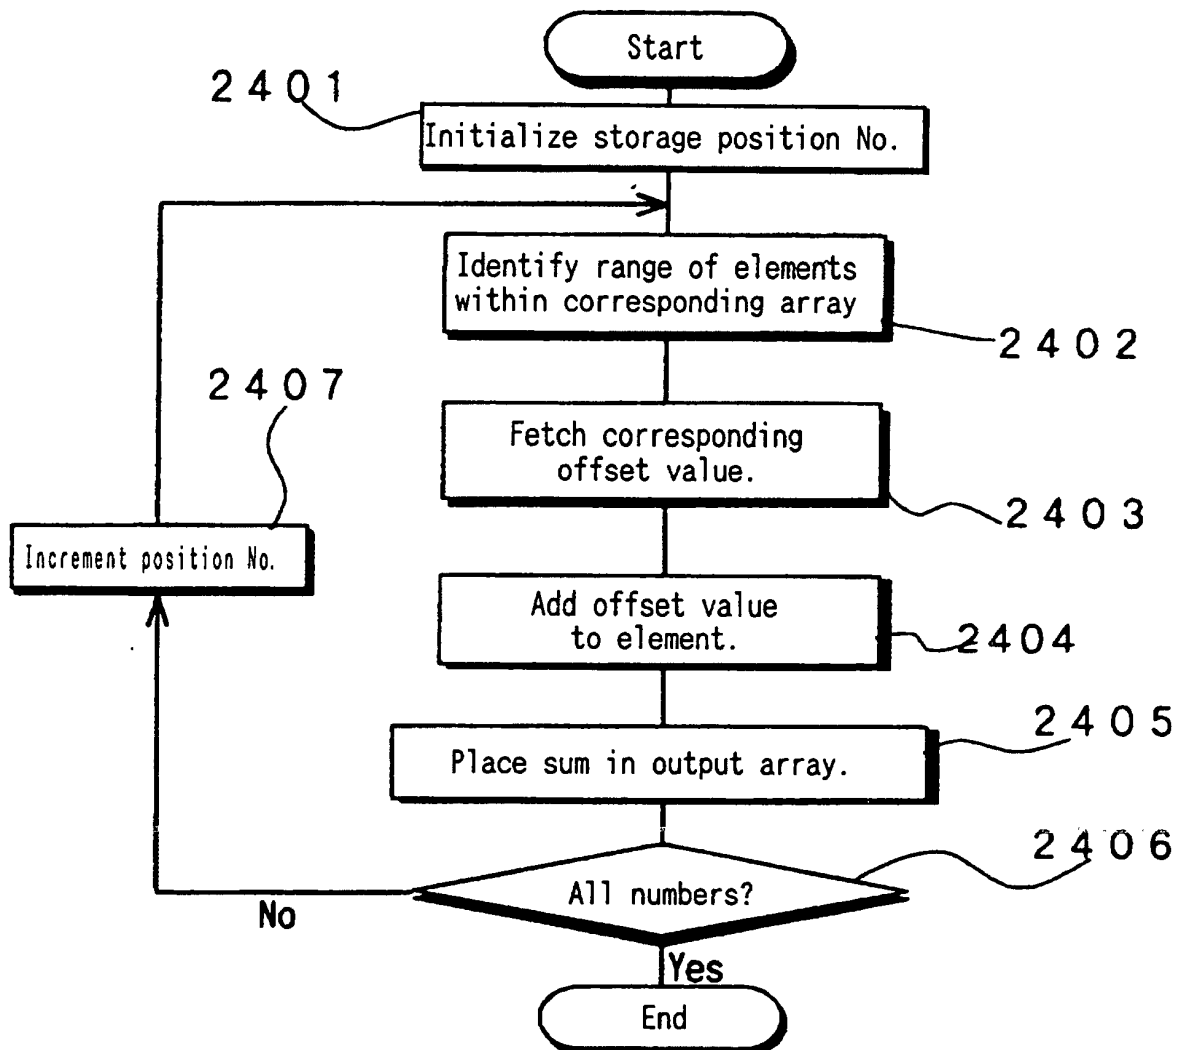 Start
2401
Initialize storage position No.
Identify range of elements
within corresponding array
2402
2407
Fetch corresponding
offset value.
2403
Increment position No.
Add offset value
to element.
2404
2405
Place sum in output array.
2406
All numbers?
No
Yes
End